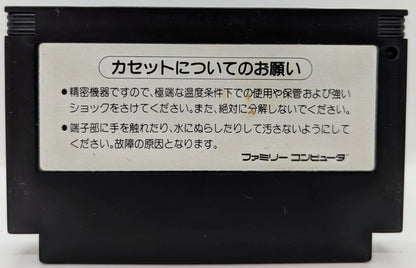 カセットについてのお願い
●精密機器ですので、極端な温度条件下での使用や保管および強い
ショックをさけてください。また、絶対に分解しないでください。
●端子部に手を触れたり、水にぬらしたりして汚さないようにして
ください。故障の原因となります。
ファミリー コンピュータ